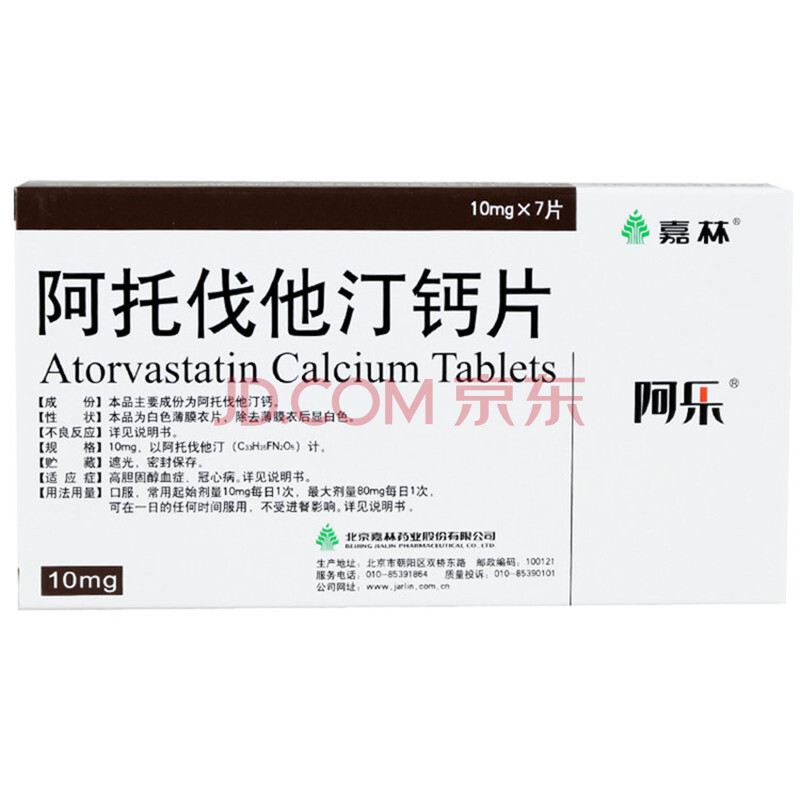 10mg×7片
嘉林®
阿托伐他汀钙片
Atorvastatin Calcium Tablets
阿乐®
JD.COM 京东
【成 份】本品主要成份为阿托伐他汀钙。
【性 状】本品为白色薄膜衣片，除去薄膜衣后显白色。
【不良反应】详见说明书。
【规 格】10mg，以阿托伐他汀（C₃₃H₃₅FN₂O₅）计。
【贮 藏】遮光，密封保存。
【适 应 症】高胆固醇血症，冠心病。详见说明书。
【用法用量】口服，常用起始剂量10mg每日1次，最大剂量80mg每日1次，
可在一日的任何时间服用，不受进餐影响。详见说明书。
北京嘉林药业股份有限公司
BEIJING JIALIN PHARMACEUTICAL CO., LTD
生产地址：北京市朝阳区双桥东路 邮政编码：100121
服务电话：010-85391864 质量投诉：010-85390101
公司网址：www.jarlin.com.cn
10mg